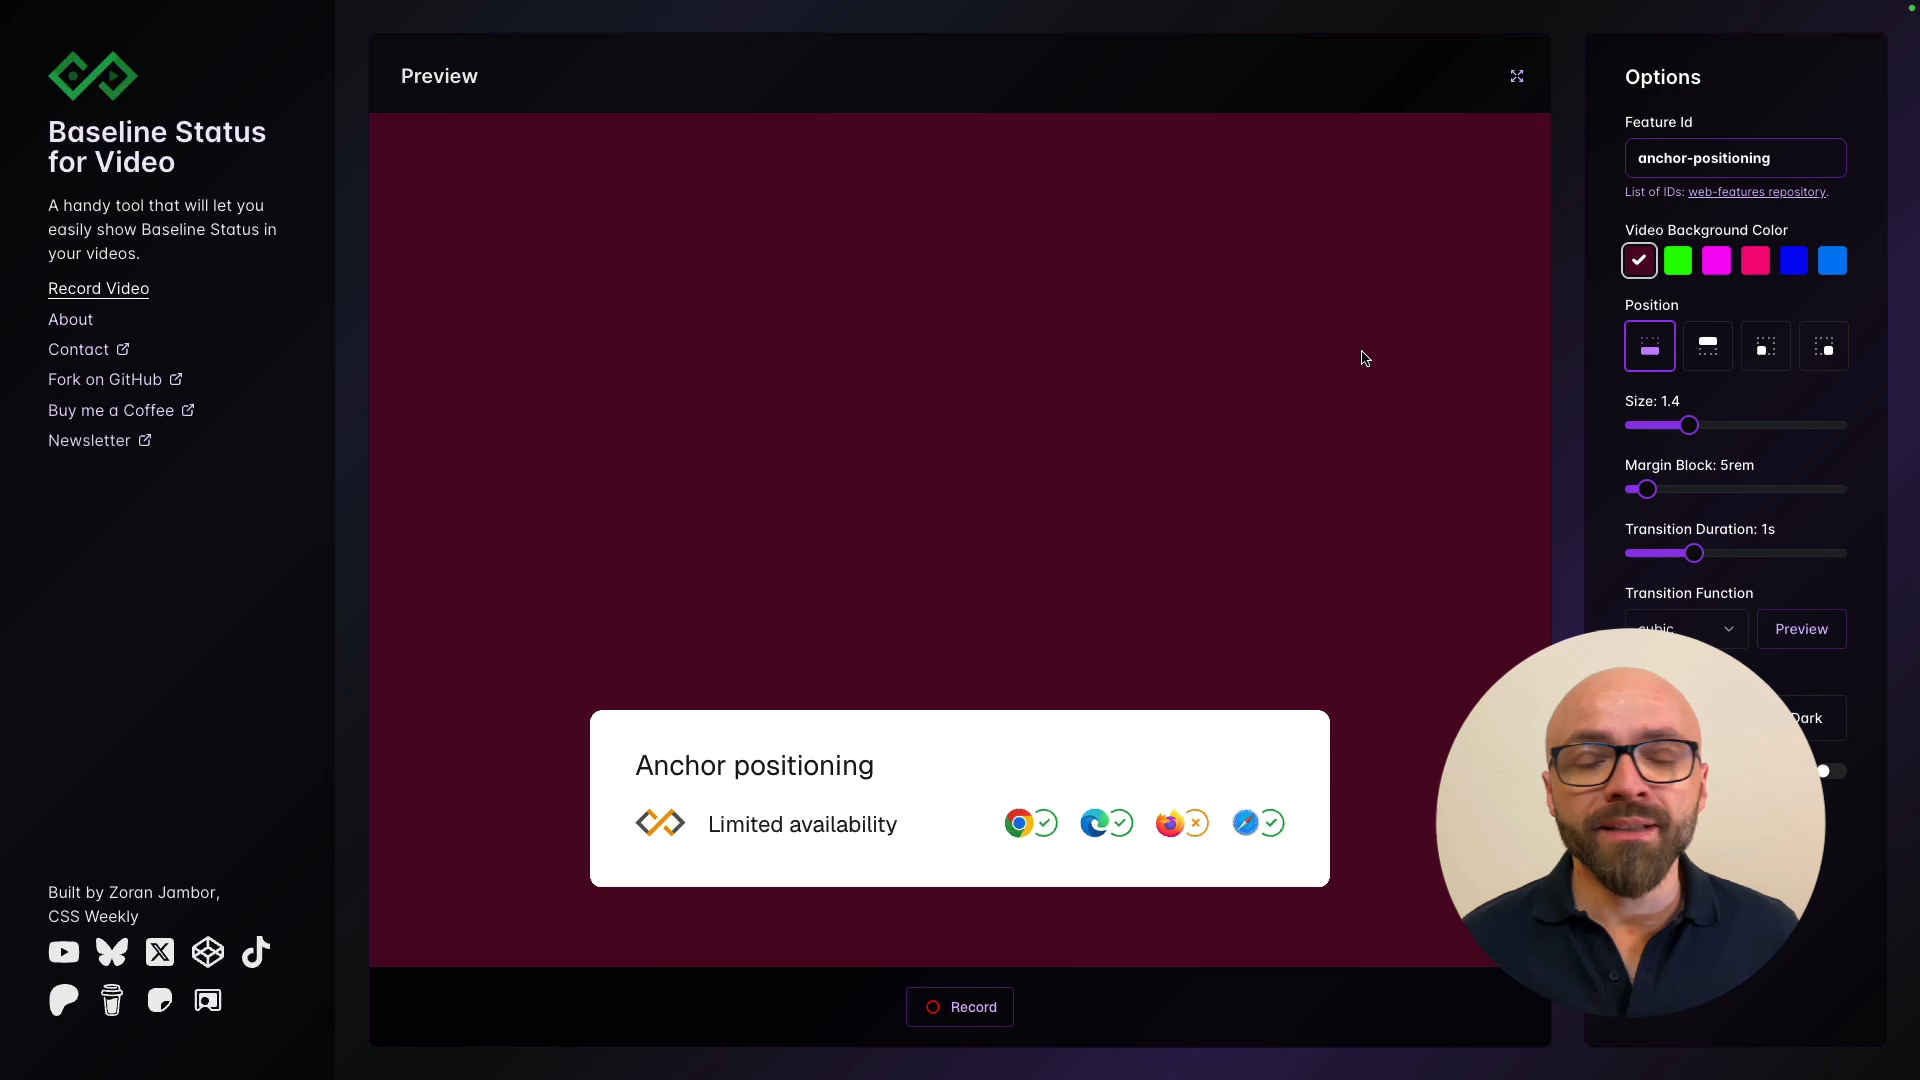 Baseline Status
for Video
A handy tool that will let you
easily show Baseline Status in
your videos.
Record Video
About
Contact
Fork on GitHub
Buy me a Coffee
Newsletter
Built by Zoran Jambor,
CSS Weekly
Preview
Anchor positioning
Limited availability
Record
Options
Feature Id
anchor-positioning
List of IDs: web-features repository.
Video Background Color
Position
Size: 1.4
Margin Block: 5rem
Transition Duration: 1s
Transition Function
cubic
Preview
Dark